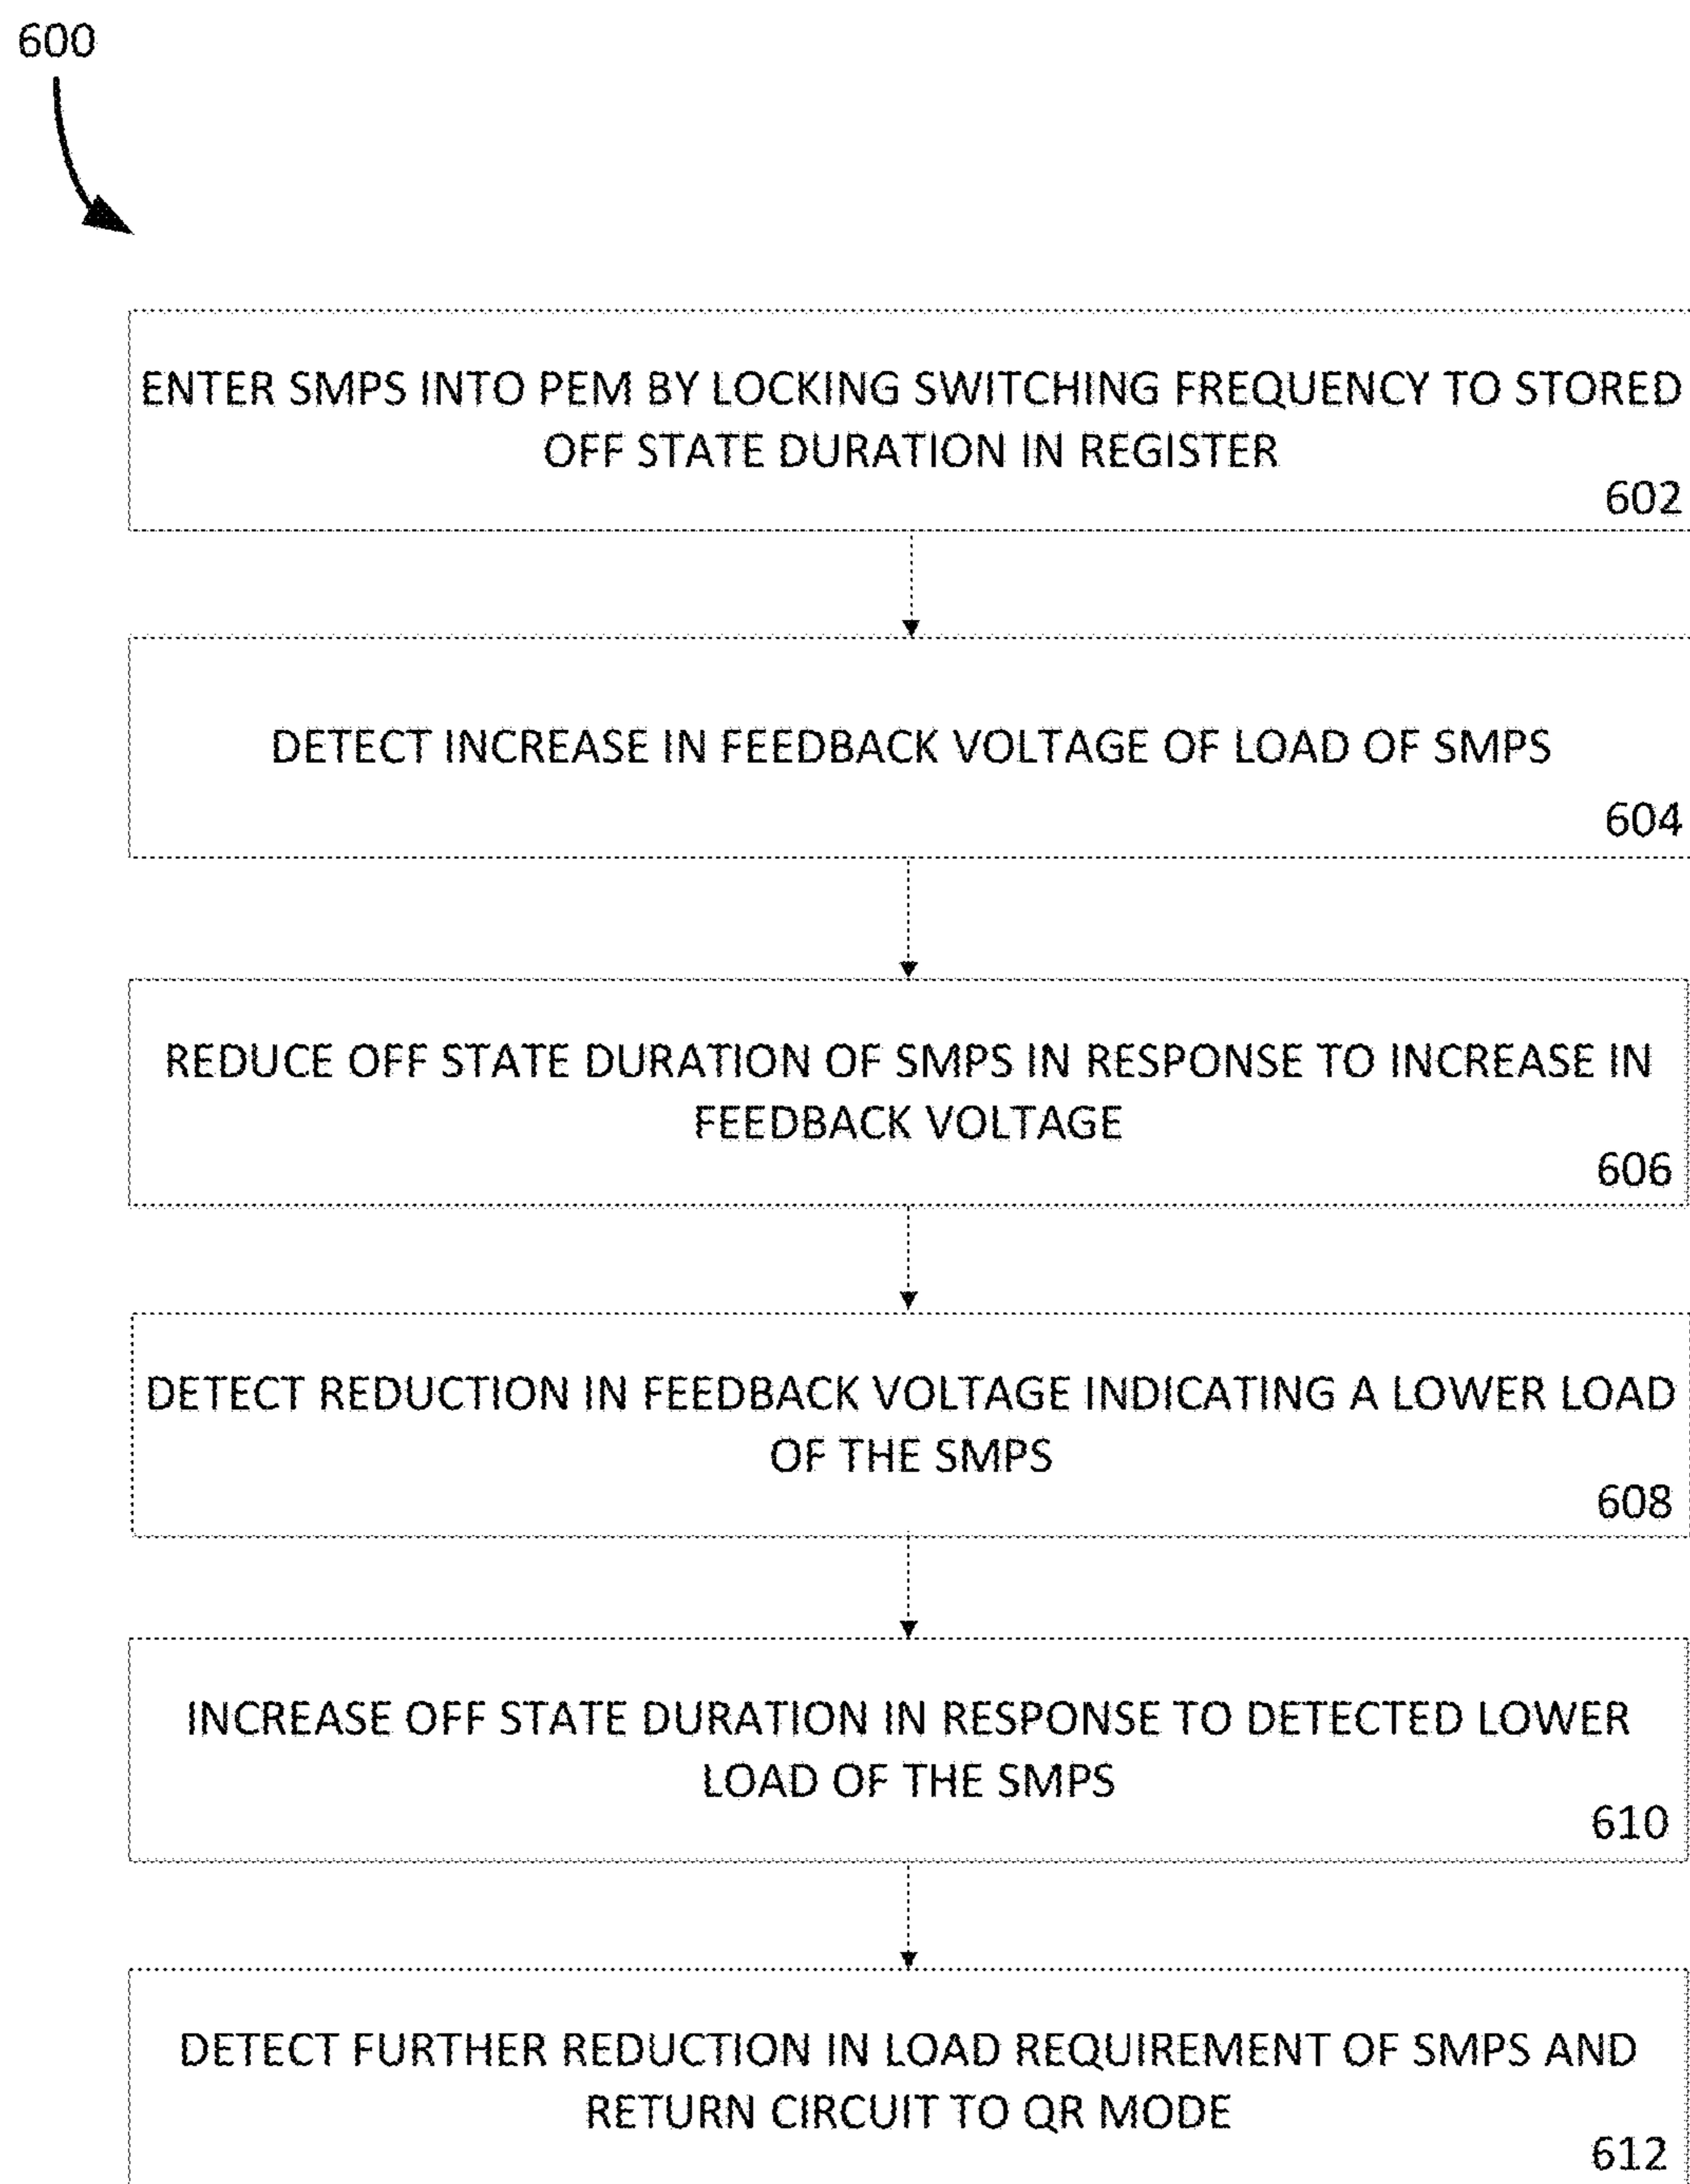 600
ENTER SMPS INTO PEM BY LOCKING SWITCHING FREQUENCY TO STORED
OFF STATE DURATION IN REGISTER
602
DETECT INCREASE IN FEEDBACK VOLTAGE OF LOAD OF SMPS
604
REDUCE OFF STATE DURATION OF SMPS IN RESPONSE TO INCREASE IN
FEEDBACK VOLTAGE
606
DETECT REDUCTION IN FEEDBACK VOLTAGE INDICATING A LOWER LOAD
OF THE SMPS
608
INCREASE OFF STATE DURATION IN RESPONSE TO DETECTED LOWER
LOAD OF THE SMPS
610
DETECT FURTHER REDUCTION IN LOAD REQUIREMENT OF SMPS AND
RETURN CIRCUIT TO QR MODE
612